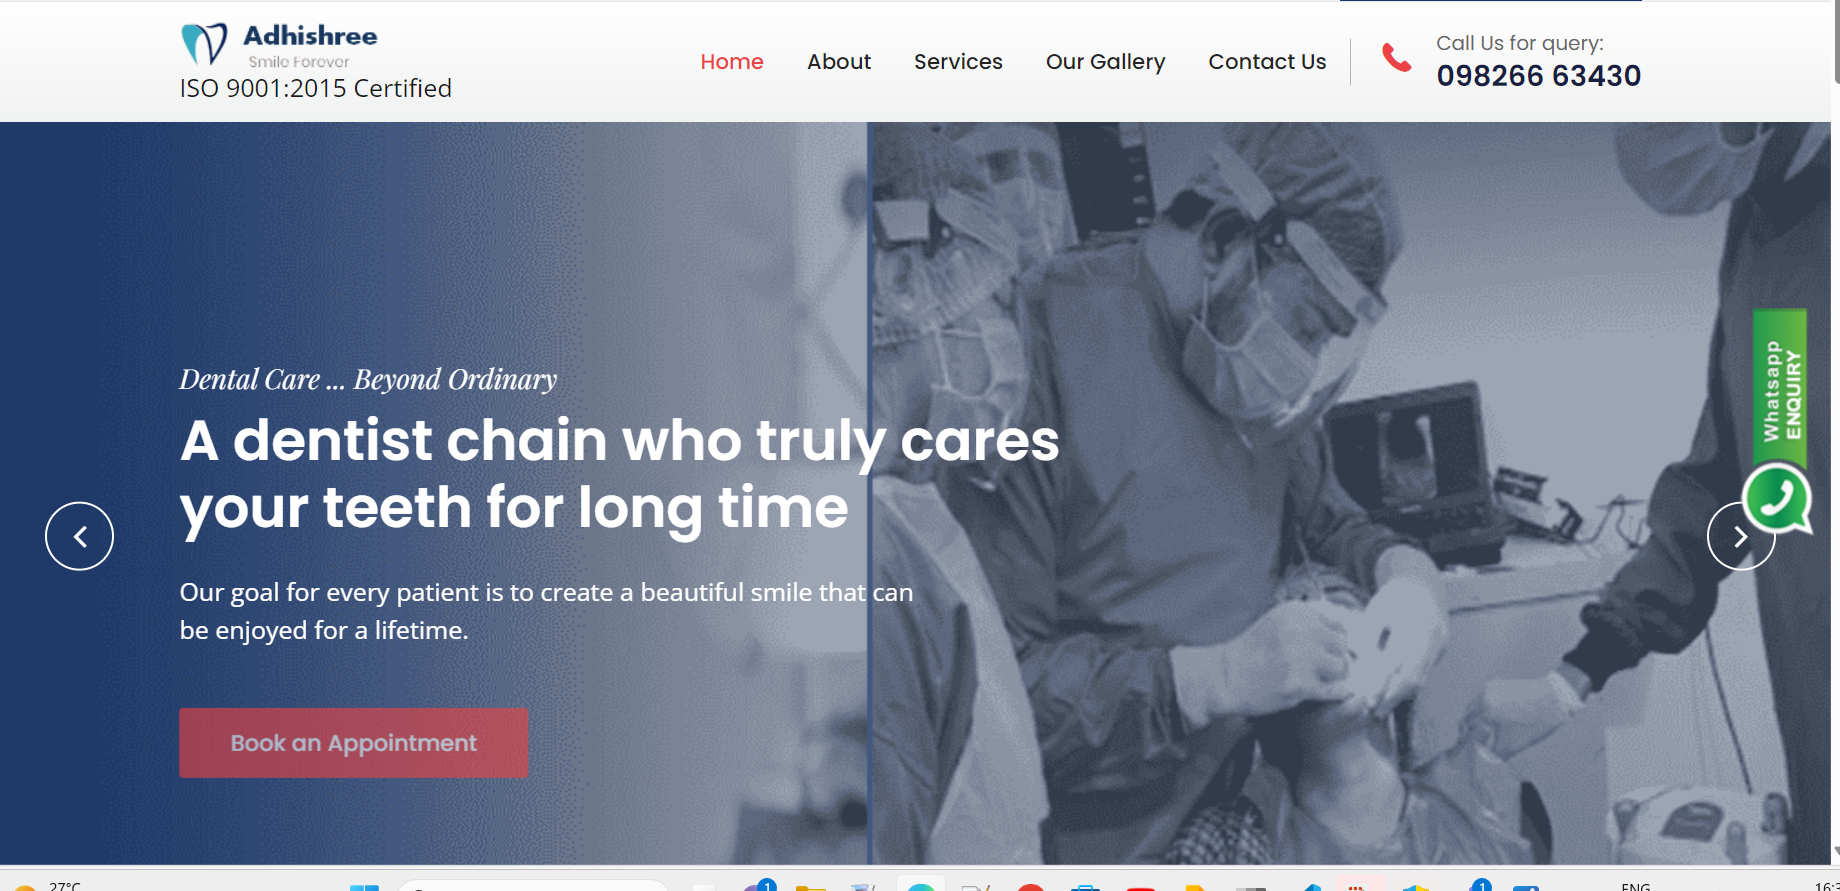 Adhishree
Smile Forever
ISO 9001:2015 Certified
Home
About
Services
Our Gallery
Contact Us
Call Us for query:
098266 63430
Dental Care ... Beyond Ordinary
A dentist chain who truly cares
your teeth for long time
Our goal for every patient is to create a beautiful smile that can
be enjoyed for a lifetime.
Book an Appointment
Whatsapp
ENQUIRY
27°C
1
1
ENG